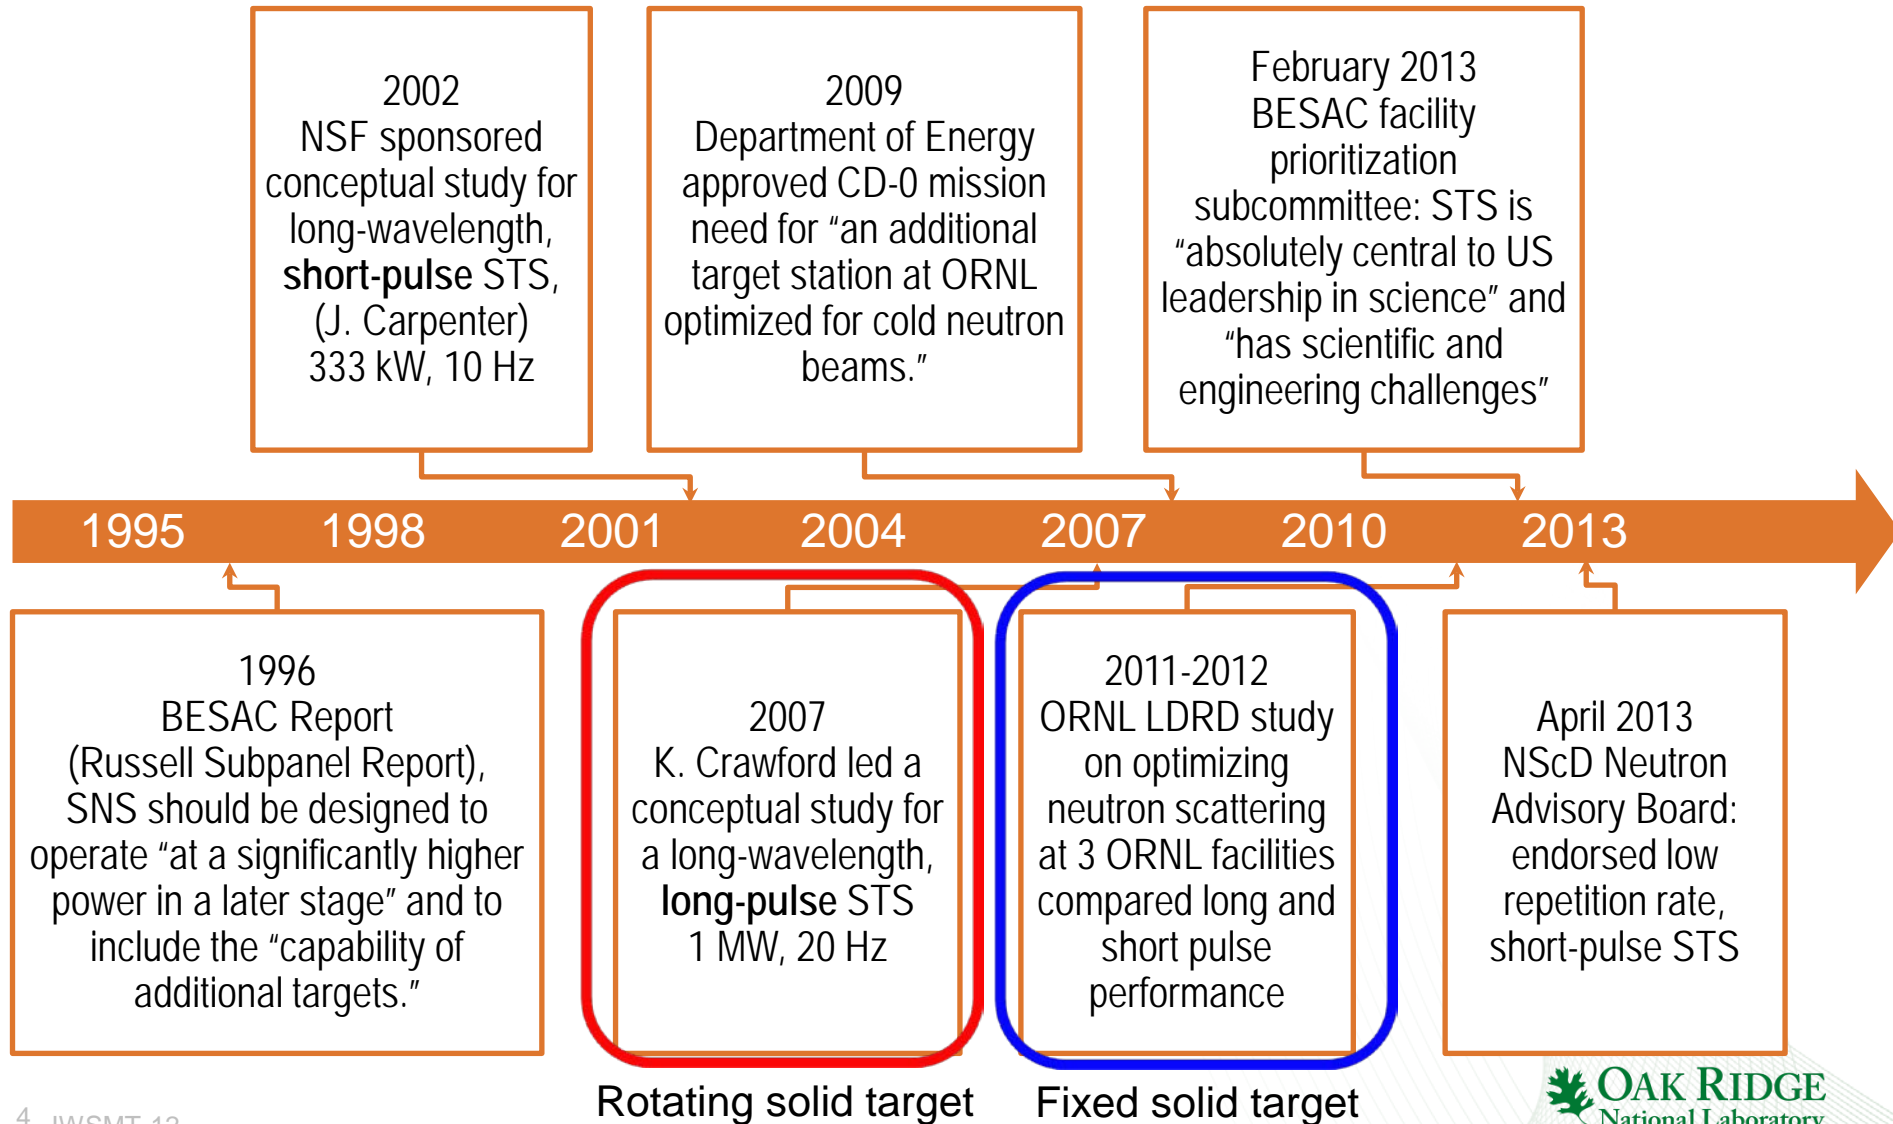 2002
NSF sponsored
conceptual study for
long-wavelength,
short-pulse STS,
(J. Carpenter)
333 kW, 10 Hz
2009
Department of Energy
approved CD-0 mission
need for “an additional
target station at ORNL
optimized for cold neutron
beams.”
February 2013
BESAC facility
prioritization
subcommittee: STS is
“absolutely central to US
leadership in science” and
“has scientific and
engineering challenges”
1995 1998 2001 2004 2007 2010 2013
1996
BESAC Report
(Russell Subpanel Report),
SNS should be designed to
operate “at a significantly higher
power in a later stage” and to
include the “capability of
additional targets.”
2007
K. Crawford led a
conceptual study for
a long-wavelength,
long-pulse STS
1 MW, 20 Hz
2011-2012
ORNL LDRD study
on optimizing
neutron scattering
at 3 ORNL facilities
compared long and
short pulse
performance
April 2013
NScD Neutron
Advisory Board:
endorsed low
repetition rate,
short-pulse STS
Rotating solid target
Fixed solid target
4 IWSMT-12
OAK RIDGE
National Laboratory